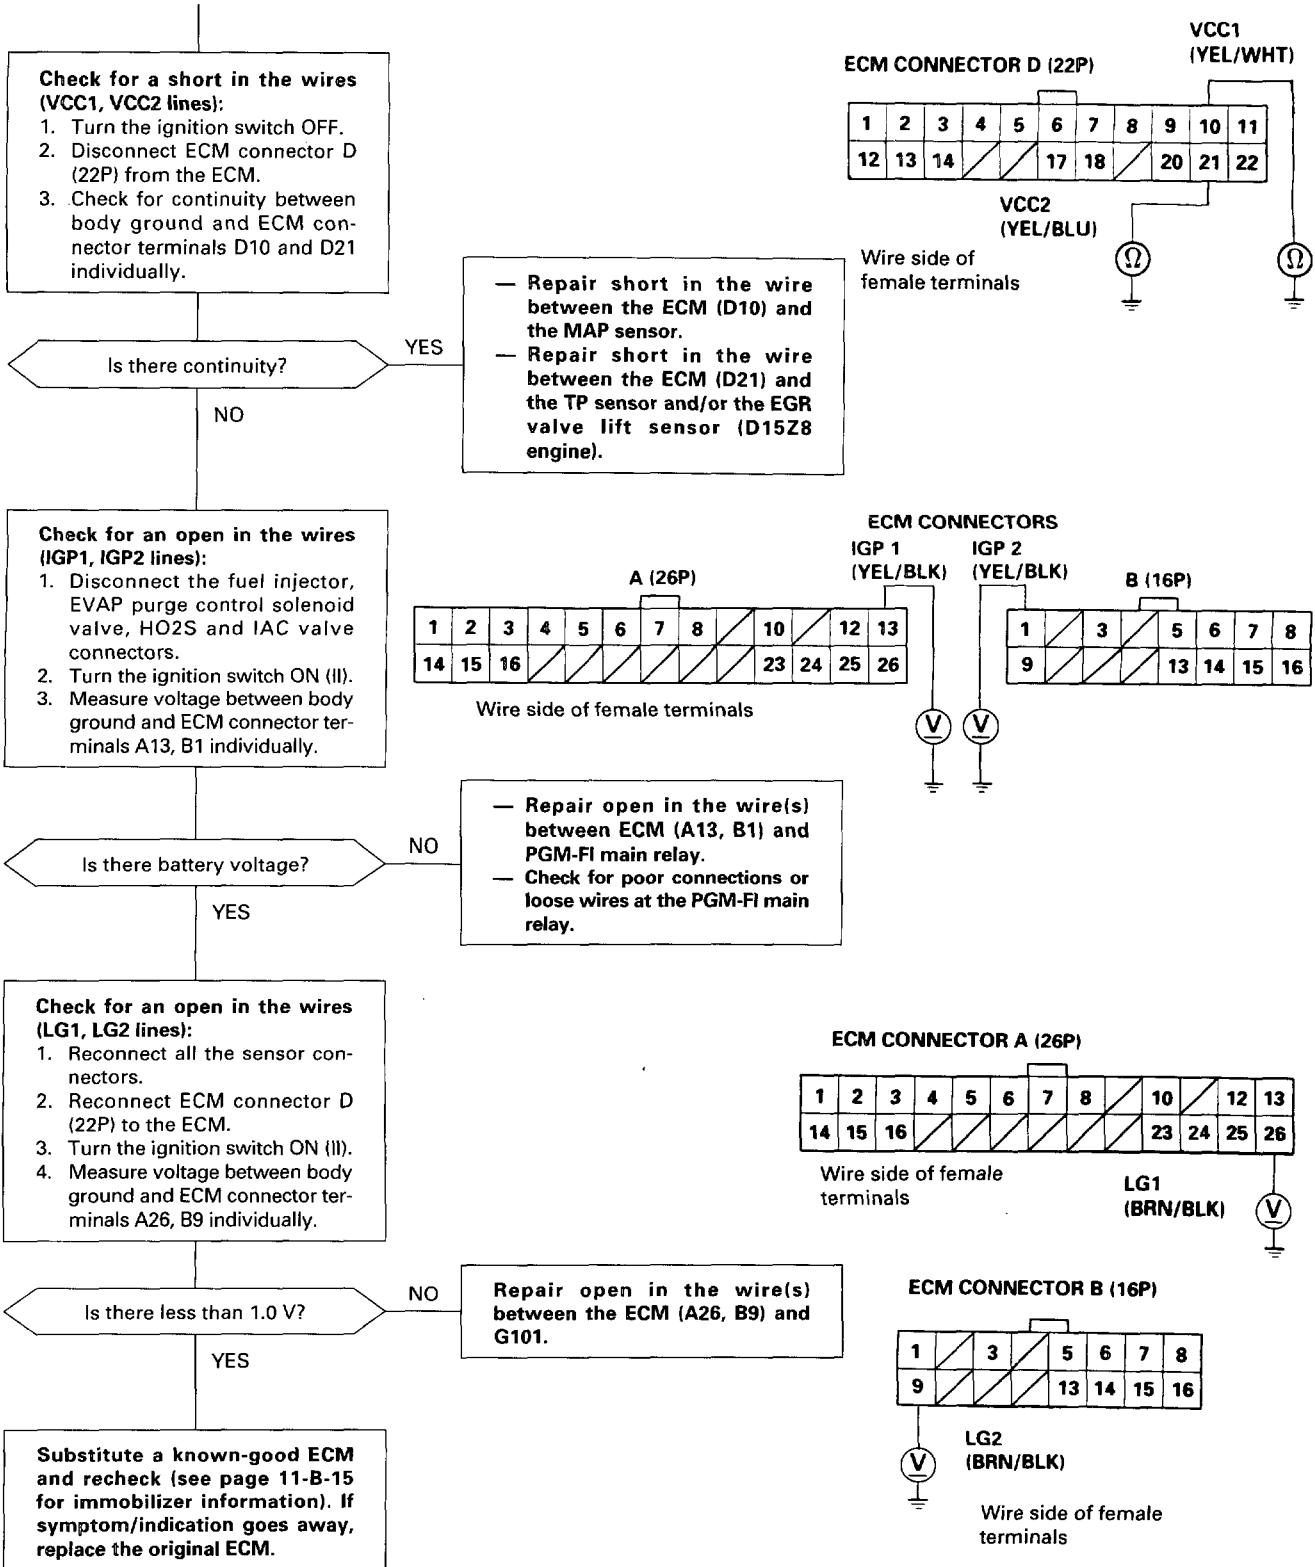 Check for a short in the wires
(VCC1, VCC2 lines):
1. Turn the ignition switch OFF.
2. Disconnect ECM connector D
(22P) from the ECM.
3. Check for continuity between
body ground and ECM con-
nector terminals D10 and D21
individually.
ECM CONNECTOR D (22P)
VCC1
(YEL/WHT)
1 2 3 4 5 6 7 8 9 10 11
12 13 14 17 18 20 21 22
VCC2
(YEL/BLU)
Wire side of
female terminals
Ω Ω
Is there continuity?
YES
NO
— Repair short in the wire
between the ECM (D10) and
the MAP sensor.
— Repair short in the wire
between the ECM (D21) and
the TP sensor and/or the EGR
valve lift sensor (D15Z8
engine).
Check for an open in the wires
(IGP1, IGP2 lines):
1. Disconnect the fuel injector,
EVAP purge control solenoid
valve, HO2S and IAC valve
connectors.
2. Turn the ignition switch ON (II).
3. Measure voltage between body
ground and ECM connector ter-
minals A13, B1 individually.
ECM CONNECTORS
IGP 1
(YEL/BLK)
IGP 2
(YEL/BLK)
A (26P)
B (16P)
1 2 3 4 5 6 7 8 10 12 13
14 15 16 23 24 25 26
1 3 5 6 7 8
9 13 14 15 16
Wire side of female terminals
V V
Is there battery voltage?
NO
YES
— Repair open in the wire(s)
between ECM (A13, B1) and
PGM-FI main relay.
— Check for poor connections or
loose wires at the PGM-FI main
relay.
Check for an open in the wires
(LG1, LG2 lines):
1. Reconnect all the sensor con-
nectors.
2. Reconnect ECM connector D
(22P) to the ECM.
3. Turn the ignition switch ON (II).
4. Measure voltage between body
ground and ECM connector ter-
minals A26, B9 individually.
ECM CONNECTOR A (26P)
1 2 3 4 5 6 7 8 10 12 13
14 15 16 23 24 25 26
Wire side of female
terminals
LG1
(BRN/BLK)
V
Is there less than 1.0 V?
NO
YES
Repair open in the wire(s)
between the ECM (A26, B9) and
G101.
ECM CONNECTOR B (16P)
1 3 5 6 7 8
9 13 14 15 16
LG2
(BRN/BLK)
V
Wire side of female
terminals
Substitute a known-good ECM
and recheck (see page 11-B-15
for immobilizer information). If
symptom/indication goes away,
replace the original ECM.